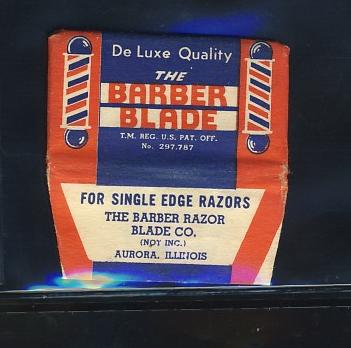 De Luxe Quality
THE
BARBER
BLADE
T.M. REG. U.S. PAT. OFF.
No. 297,787
FOR SINGLE EDGE RAZORS
THE BARBER RAZOR
BLADE CO.
(NOT INC.)
AURORA, ILLINOIS